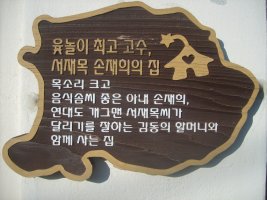 윷놀이 최고 고수,
서재목 손재희의 집
목소리 크고
음식솜씨 좋은 아내 손재희,
연대도 개그맨 서재목씨가
달리기를 잘하는 김동희 할머니와
함께 사는 집